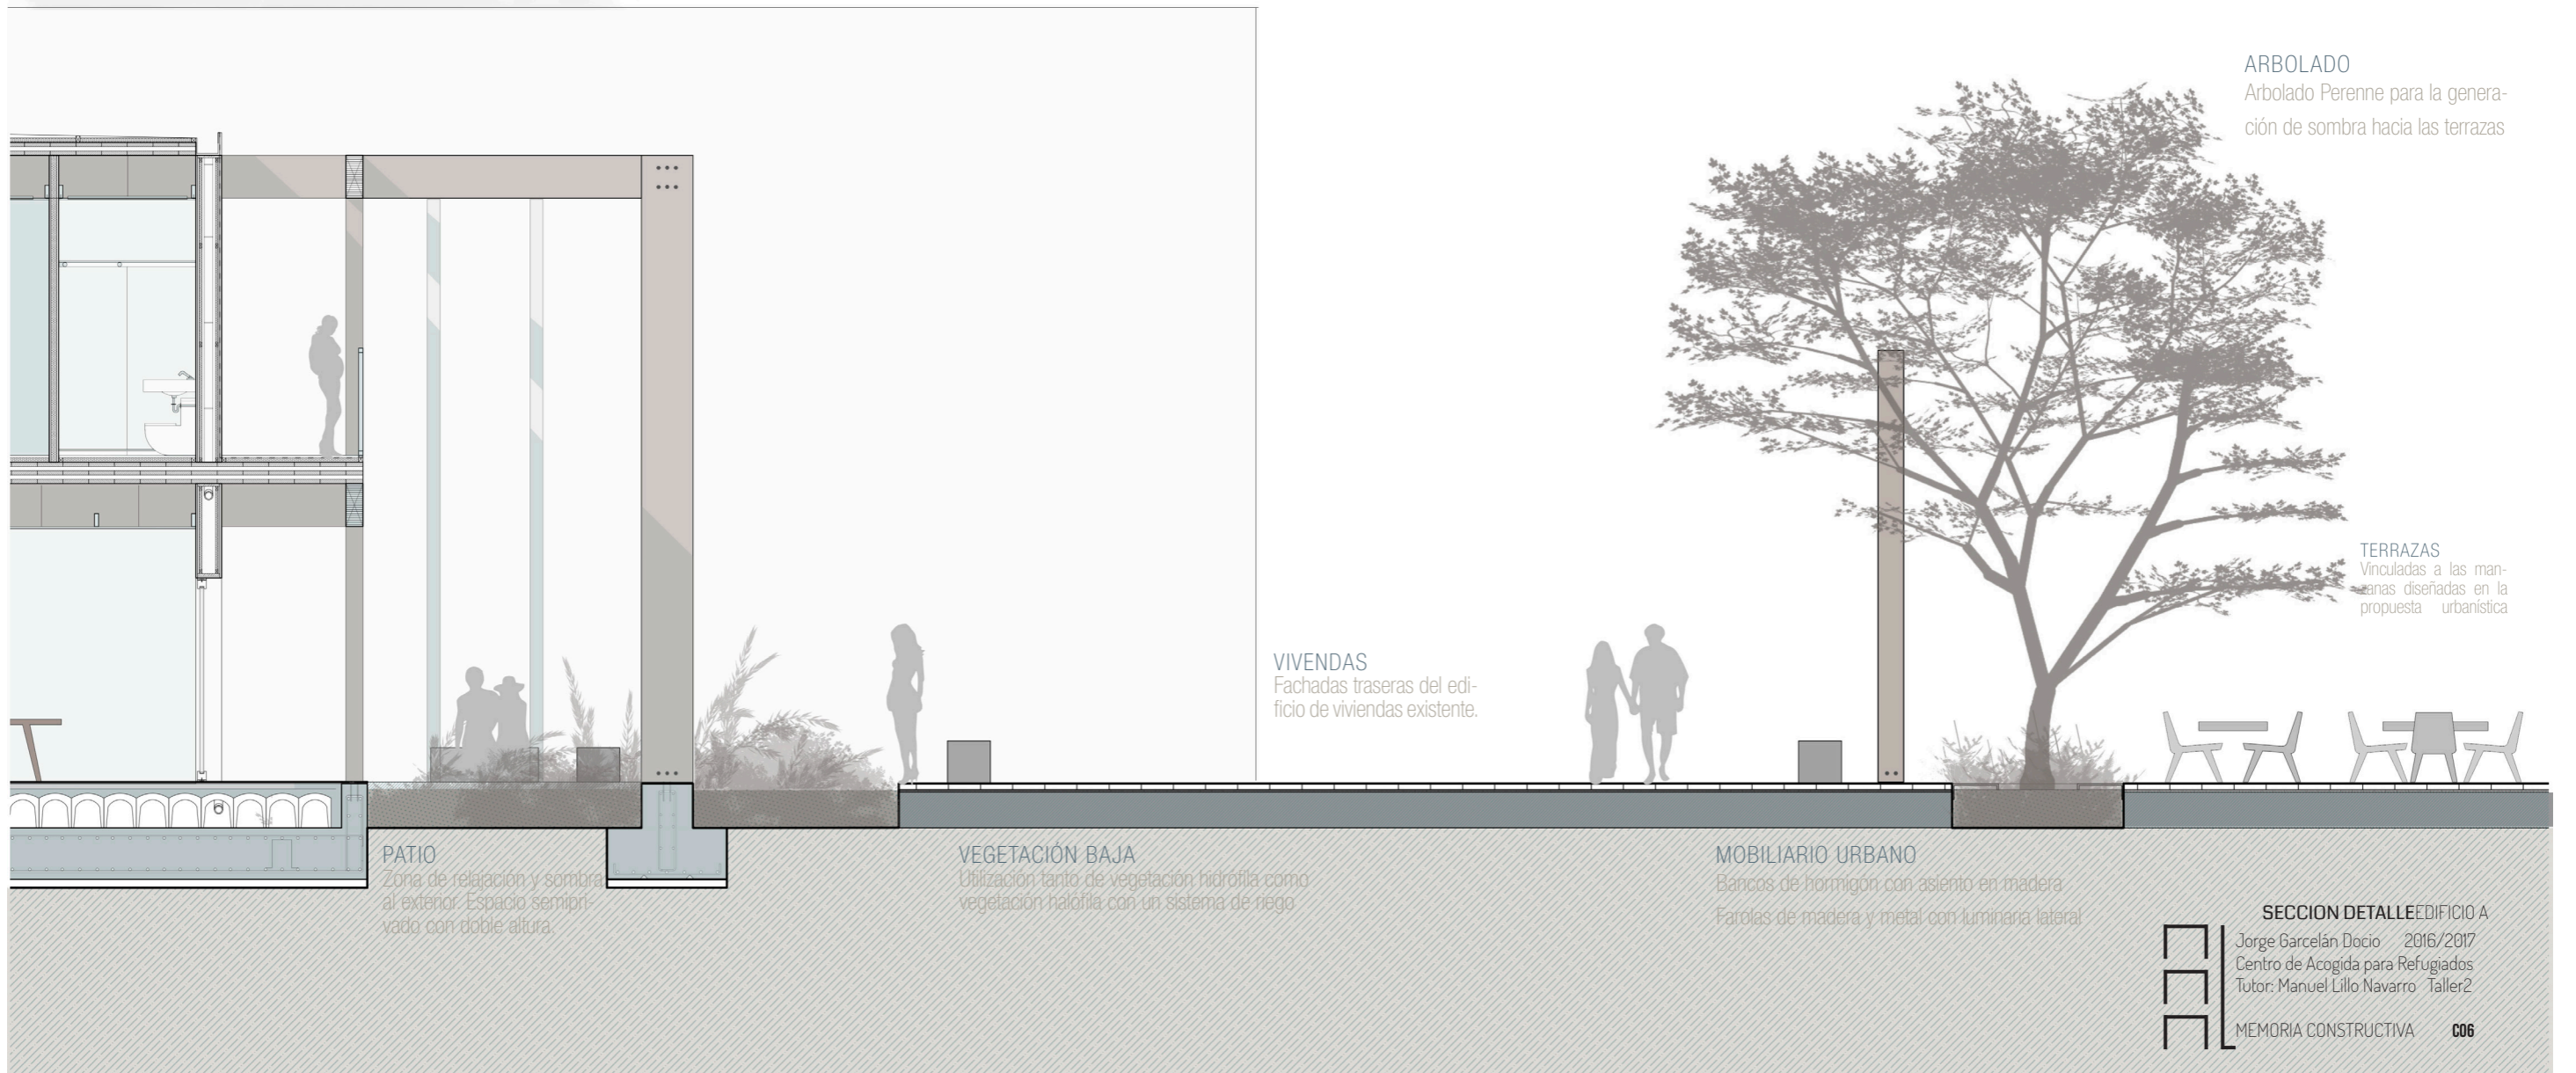 ARBOLADO
Arbolado Perenne para la genera-
ción de sombra hacia las terrazas
TERRAZAS
Vinculadas a las man-
zanas diseñadas en la
propuesta urbanística
VIVENDAS
Fachadas traseras del edi-
ficio de viviendas existente.
PATIO
Zona de relajación y sombra
al exterior. Espacio semipri-
vado con doble altura.
VEGETACIÓN BAJA
Utilización tanto de vegetación hidrófila como
vegetación halófila con un sistema de riego
MOBILIARIO URBANO
Bancos de hormigón con asiento en madera
Farolas de madera y metal con luminaria lateral
SECCION DETALLE EDIFICIO A
Jorge Garcelán Docio 2016/2017
Centro de Acogida para Refugiados
Tutor: Manuel Lillo Navarro Taller2
MEMORIA CONSTRUCTIVA C06